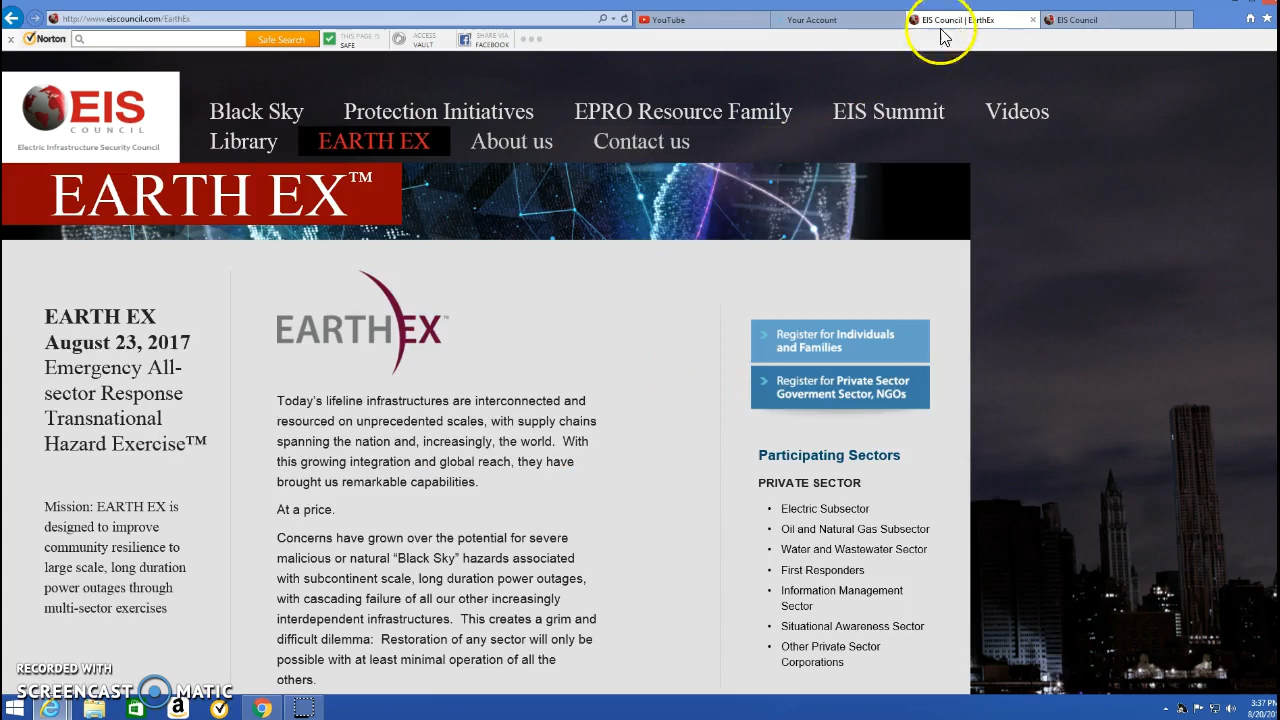 http://www.eiscouncil.com/EarthEx
YouTube
Your Account
EIS Council | EarthEx
EIS Council
Norton
Safe Search
THIS PAGE IS SAFE
ACCESS VAULT
SHARE VIA FACEBOOK
EIS
COUNCIL
Electric Infrastructure Security Council
Black Sky
Protection Initiatives
EPRO Resource Family
EIS Summit
Videos
Library
EARTH EX
About us
Contact us
EARTH EX™
EARTH EX
August 23, 2017
Emergency All-
sector Response
Transnational
Hazard Exercise™
Mission: EARTH EX is
designed to improve
community resilience to
large scale, long duration
power outages through
multi-sector exercises
EARTH EX™
Today's lifeline infrastructures are interconnected and
resourced on unprecedented scales, with supply chains
spanning the nation and, increasingly, the world. With
this growing integration and global reach, they have
brought us remarkable capabilities.
At a price.
Concerns have grown over the potential for severe
malicious or natural “Black Sky” hazards associated
with subcontinent scale, long duration power outages,
with cascading failure of all our other increasingly
interdependent infrastructures. This creates a grim and
difficult dilemma: Restoration of any sector will only be
possible with at least minimal operation of all the
others.
Register for Individuals
and Families
Register for Private Sector
Goverment Sector, NGOs
Participating Sectors
PRIVATE SECTOR
• Electric Subsector
• Oil and Natural Gas Subsector
• Water and Wastewater Sector
• First Responders
• Information Management
Sector
• Situational Awareness Sector
• Other Private Sector
Corporations
RECORDED WITH
SCREENCAST MATIC
3:37 PM
8/20/20